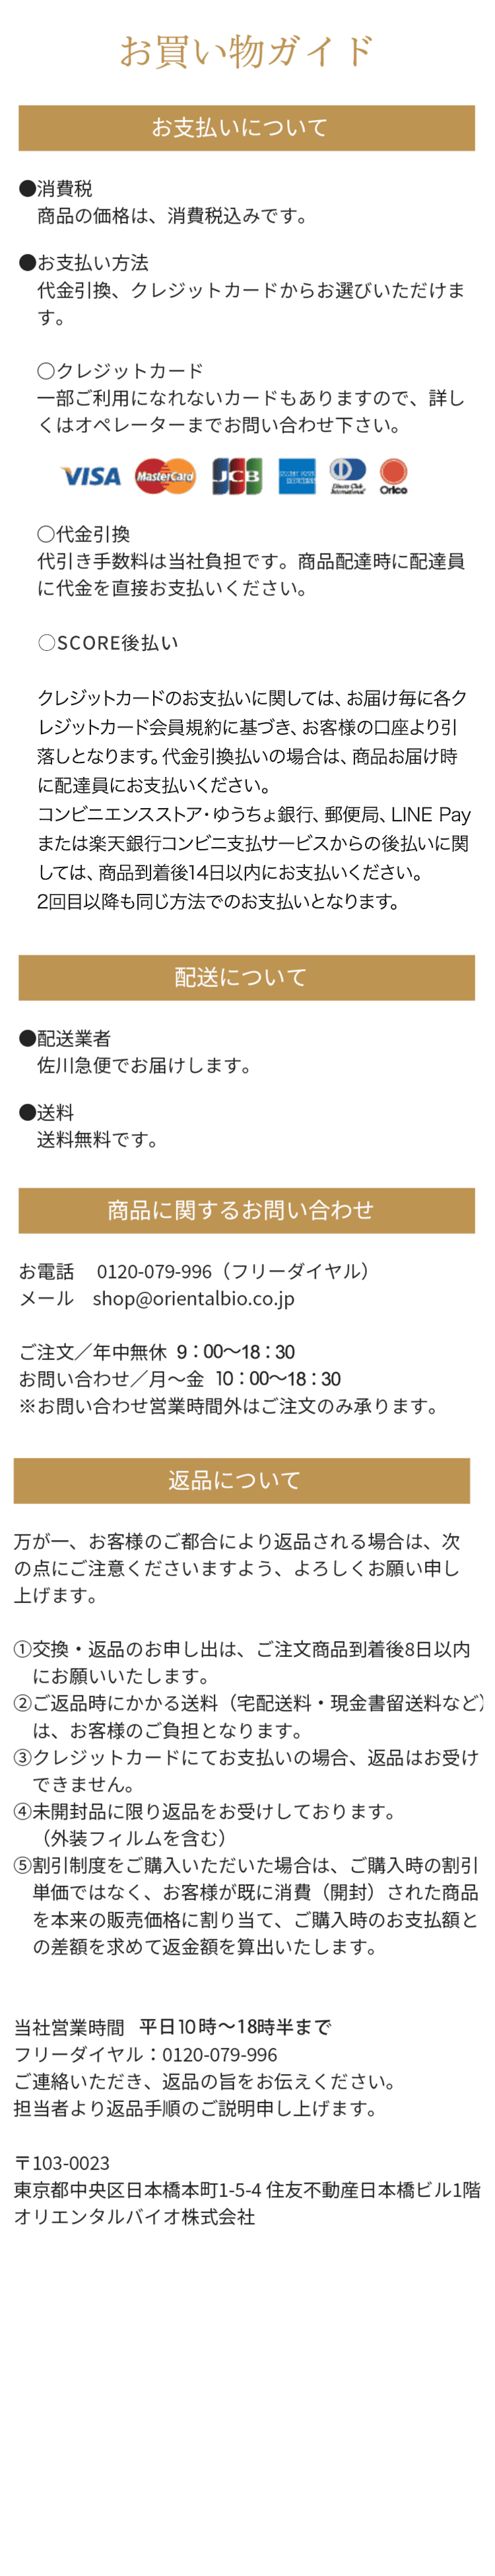 お買い物ガイド
お支払いについて
●消費税
商品の価格は、消費税込みです。
●お支払い方法
代金引換、クレジットカードからお選びいただけま
す。
○クレジットカード
一部ご利用になれないカードもありますので、詳し
くはオペレーターまでお問い合わせ下さい。
VISA MasterCard JCB AMERICAN EXPRESS Diners Club International Orico
○代金引換
代引き手数料は当社負担です。商品配達時に配達員
に代金を直接お支払いください。
○SCORE後払い
クレジットカードのお支払いに関しては、お届け毎に各ク
レジットカード会員規約に基づき、お客様の口座より引
落しとなります。代金引換払いの場合は、商品お届け時
に配達員にお支払いください。
コンビニエンスストア・ゆうちょ銀行、郵便局、LINE Pay
または楽天銀行コンビニ支払サービスからの後払いに関
しては、商品到着後14日以内にお支払いください。
2回目以降も同じ方法でのお支払いとなります。
配送について
●配送業者
佐川急便でお届けします。
●送料
送料無料です。
商品に関するお問い合わせ
お電話 0120-079-996（フリーダイヤル）
メール shop@orientalbio.co.jp
ご注文／年中無休 9：00〜18：30
お問い合わせ／月〜金 10：00〜18：30
※お問い合わせ営業時間外はご注文のみ承ります。
返品について
万が一、お客様のご都合により返品される場合は、次
の点にご注意くださいますよう、よろしくお願い申し
上げます。
①交換・返品のお申し出は、ご注文商品到着後8日以内
にお願いいたします。
②ご返品時にかかる送料（宅配送料・現金書留送料など）
は、お客様のご負担となります。
③クレジットカードにてお支払いの場合、返品はお受け
できません。
④未開封品に限り返品をお受けしております。
（外装フィルムを含む）
⑤割引制度をご購入いただいた場合は、ご購入時の割引
単価ではなく、お客様が既に消費（開封）された商品
を本来の販売価格に割り当て、ご購入時のお支払額と
の差額を求めて返金額を算出いたします。
当社営業時間 平日10時〜18時半まで
フリーダイヤル：0120-079-996
ご連絡いただき、返品の旨をお伝えください。
担当者より返品手順のご説明申し上げます。
〒103-0023
東京都中央区日本橋本町1-5-4 住友不動産日本橋ビル1階
オリエンタルバイオ株式会社